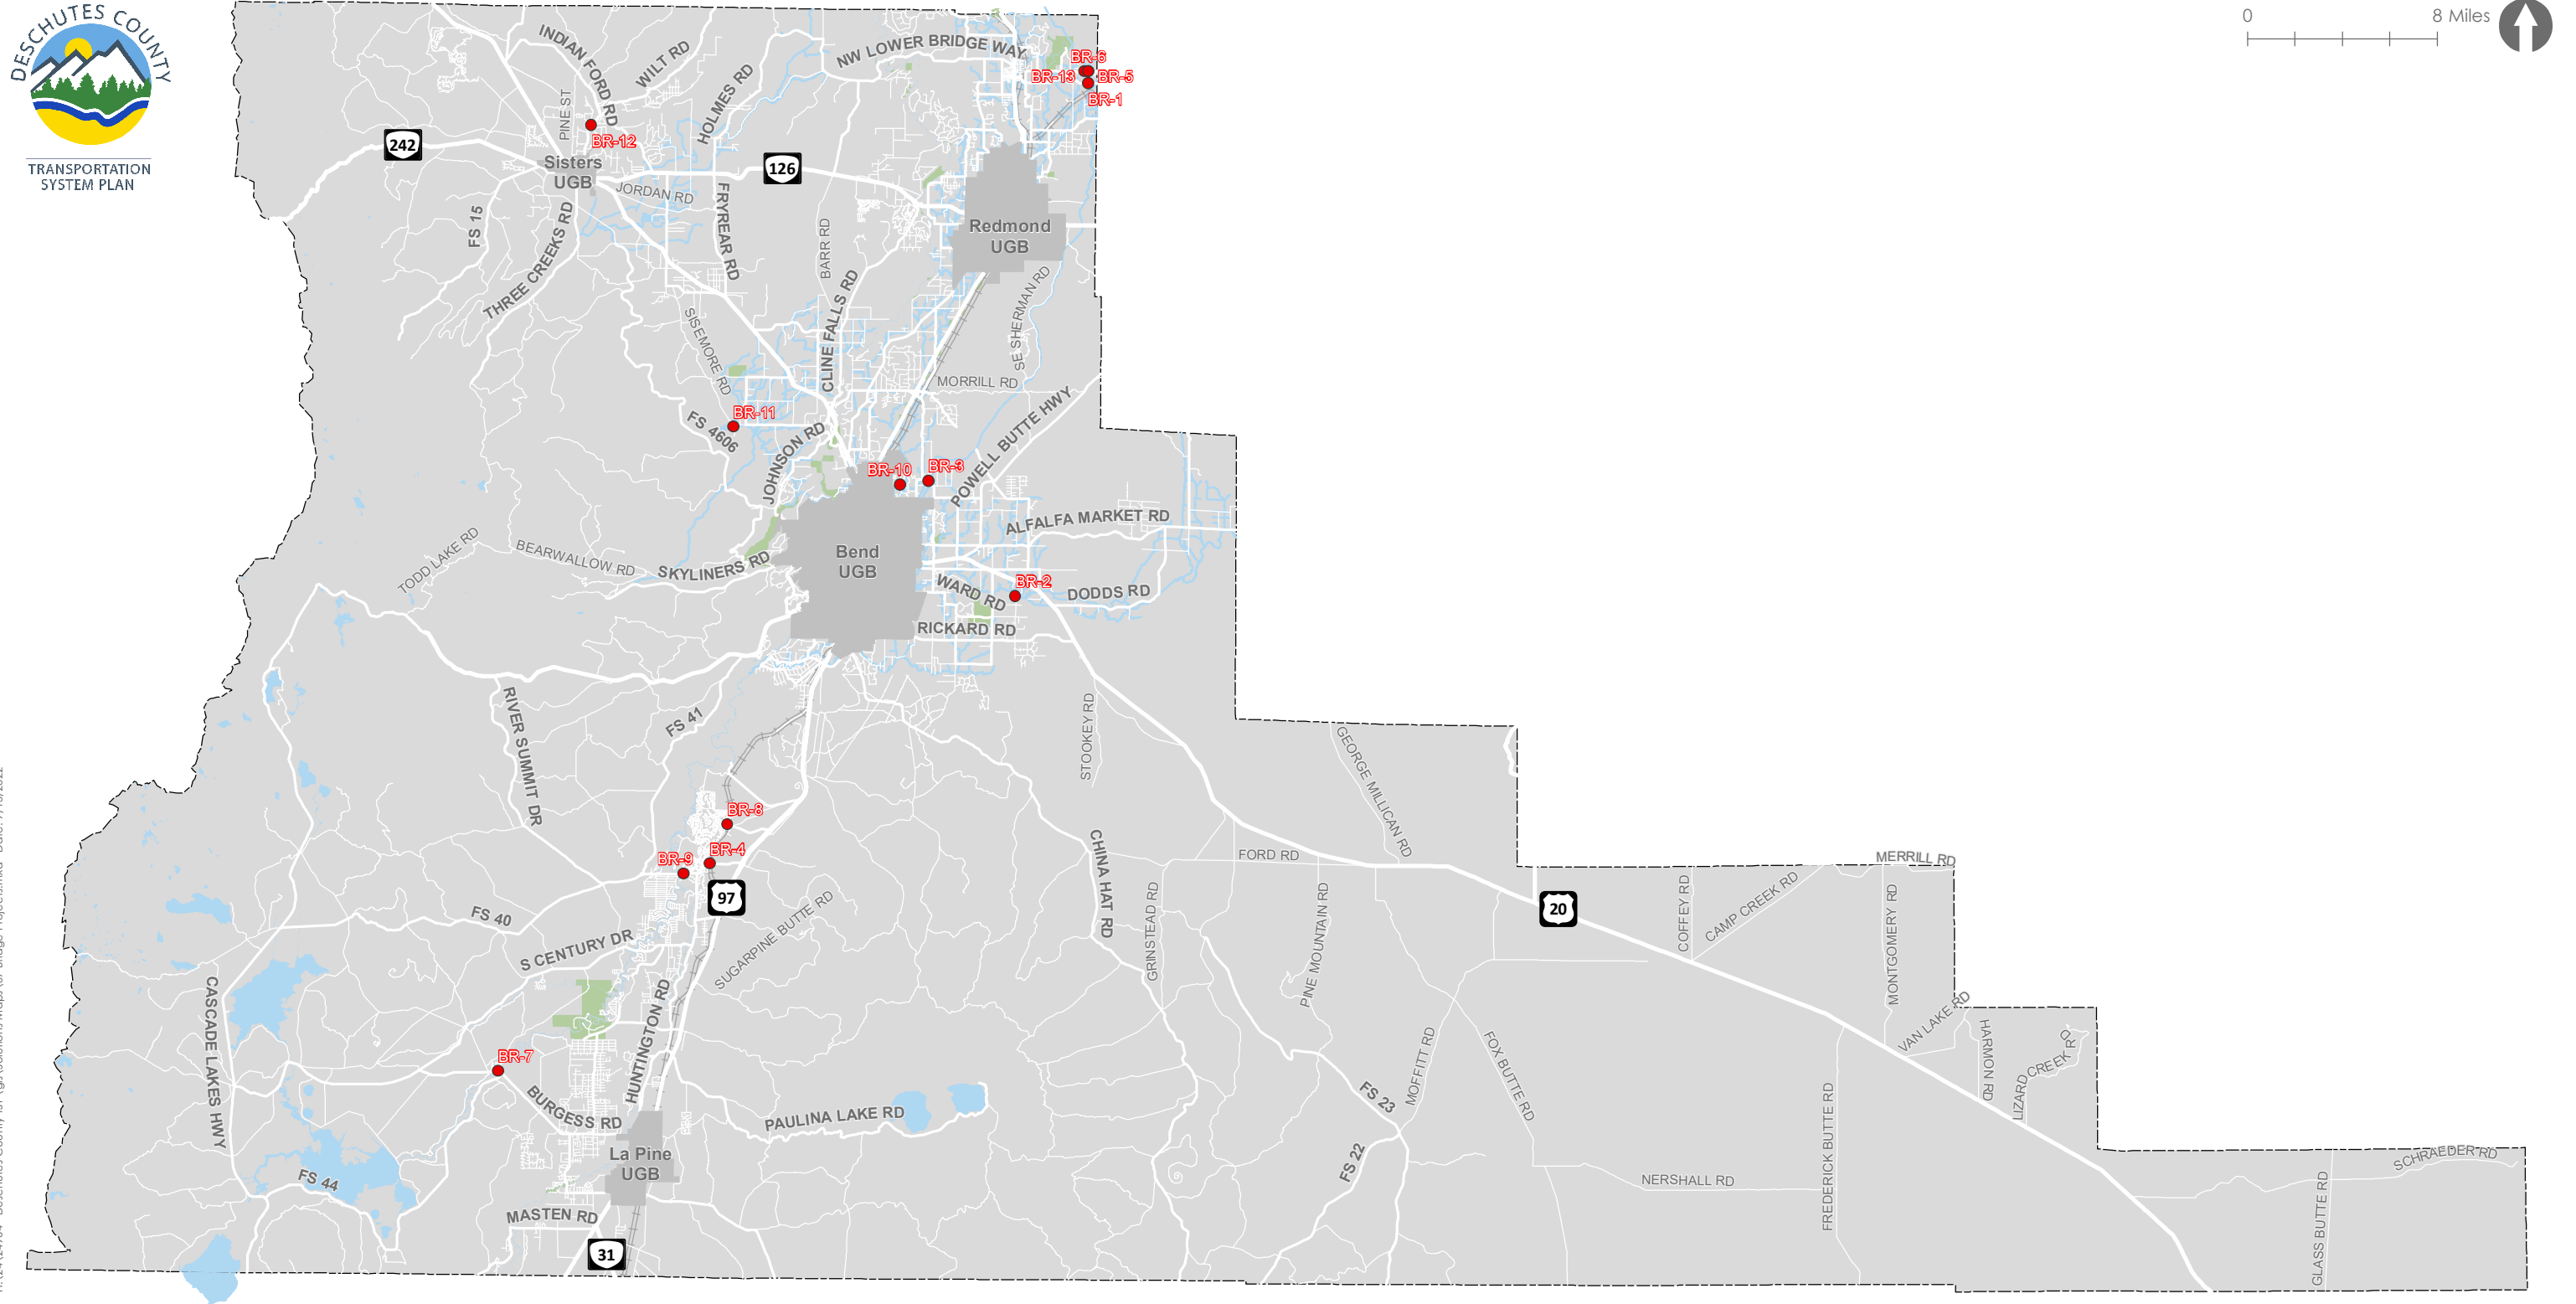 DESCHUTES COUNTY
TRANSPORTATION
SYSTEM PLAN
0
8 Miles
INDIAN FORD RD
WILT RD
NW LOWER BRIDGE WAY
BR-6
BR-13
BR-5
BR-1
HOLMES RD
PINE ST
BR-12
242
Sisters
UGB
126
JORDAN RD
FS 15
THREE CREEKS RD
FRYREAR RD
BARR RD
Redmond
UGB
SE SHERMAN RD
SISEMORE RD
CLINE FALLS RD
MORRILL RD
POWELL BUTTE HWY
BR-11
FS 4606
JOHNSON RD
BR-10
BR-3
ALFALFA MARKET RD
TODD LAKE RD
BEARWALLOW RD
SKYLINERS RD
Bend
UGB
WARD RD
BR-2
DODDS RD
RICKARD RD
RIVER SUMMIT DR
FS 41
STOOKEY RD
GEORGE MILLICAN RD
BR-8
BR-4
BR-9
97
CHINA HAT RD
FORD RD
MERRILL RD
FS 40
S CENTURY DR
SUGARPINE BUTTE RD
GRINSTEAD RD
PINE MOUNTAIN RD
20
COFFEY RD
CAMP CREEK RD
MONTGOMERY RD
CASCADE LAKES HWY
HUNTINGTON RD
VAN LAKE RD
HARMON RD
LIZARD CREEK RD
BR-7
BURGESS RD
PAULINA LAKE RD
FS 23
MOFFITT RD
FOX BUTTE RD
FREDERICK BUTTE RD
La Pine
UGB
FS 44
FS 22
NERSHALL RD
SCHRAEDER RD
GLASS BUTTE RD
MASTEN RD
31